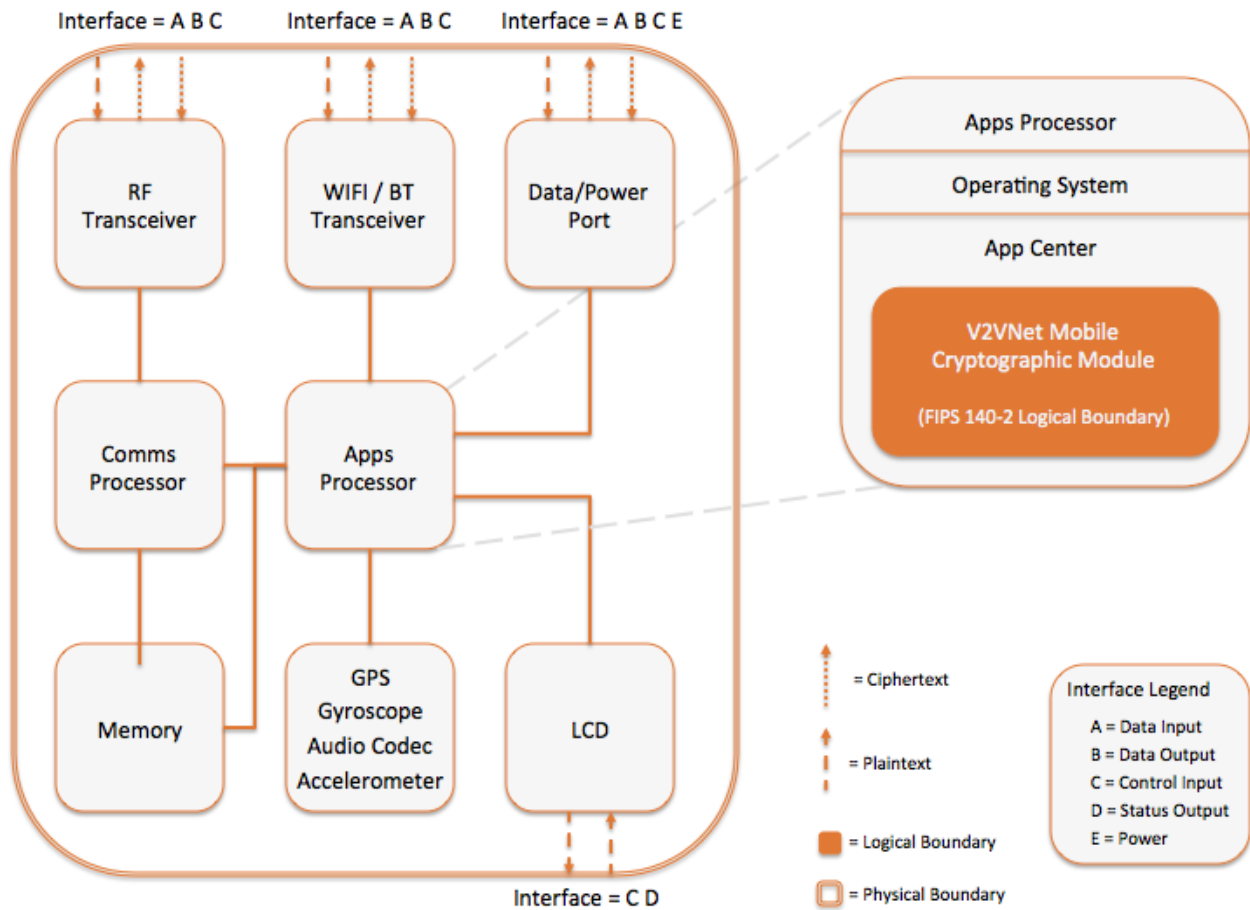 Interface = A B C
Interface = A B C
Interface = A B C E
RF
Transceiver
WIFI / BT
Transceiver
Data/Power
Port
Comms
Processor
Apps
Processor
Memory
GPS
Gyroscope
Audio Codec
Accelerometer
LCD
Interface = C D
Apps Processor
Operating System
App Center
V2VNet Mobile
Cryptographic Module
(FIPS 140-2 Logical Boundary)
= Ciphertext
= Plaintext
= Logical Boundary
= Physical Boundary
Interface Legend
A = Data Input
B = Data Output
C = Control Input
D = Status Output
E = Power